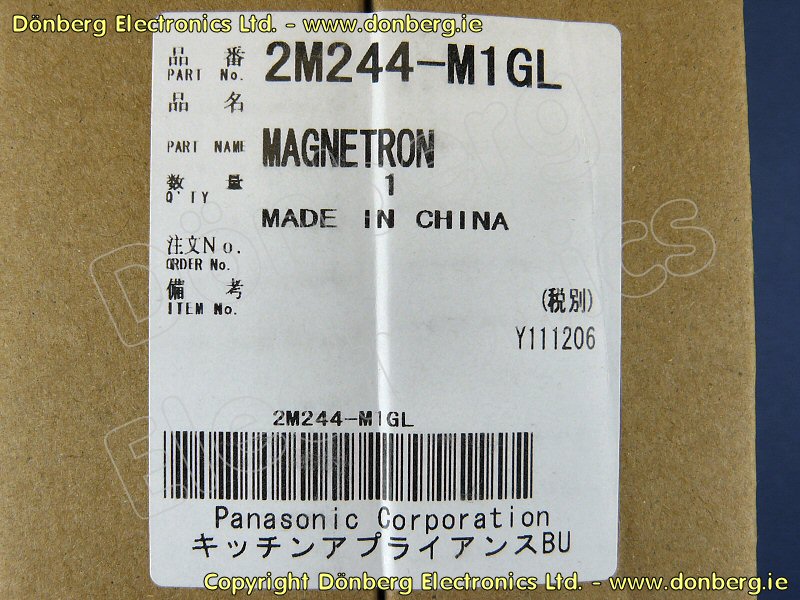 Dönberg Electronics Ltd. - www.donberg.ie
品番 2M244-M1GL
PART No.
品名
PART NAME MAGNETRON
数量 1
Q'TY
MADE IN CHINA
注文No.
ORDER No.
備考
ITEM No.
(税別)
Y111206
2M244-M1GL
Panasonic Corporation
キッチンアプライアンスBU
Dönberg
Electronics
Copyright Dönberg Electronics Ltd. - www.donberg.ie